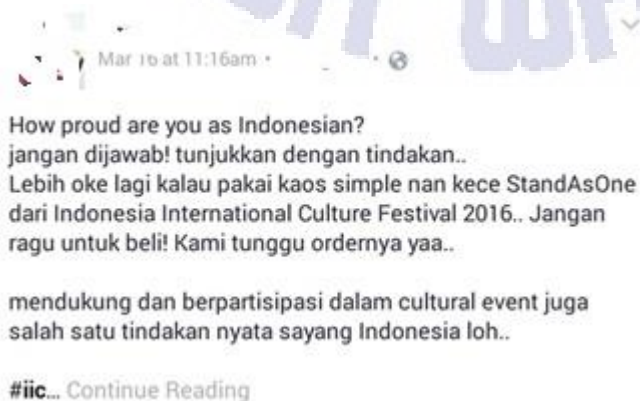 Mar 16 at 11:16am •
How proud are you as Indonesian?
jangan dijawab! tunjukkan dengan tindakan..
Lebih oke lagi kalau pakai kaos simple nan kece StandAsOne
dari Indonesia International Culture Festival 2016.. Jangan
ragu untuk beli! Kami tunggu ordernya yaa..
mendukung dan berpartisipasi dalam cultural event juga
salah satu tindakan nyata sayang Indonesia loh..
#iic... Continue Reading